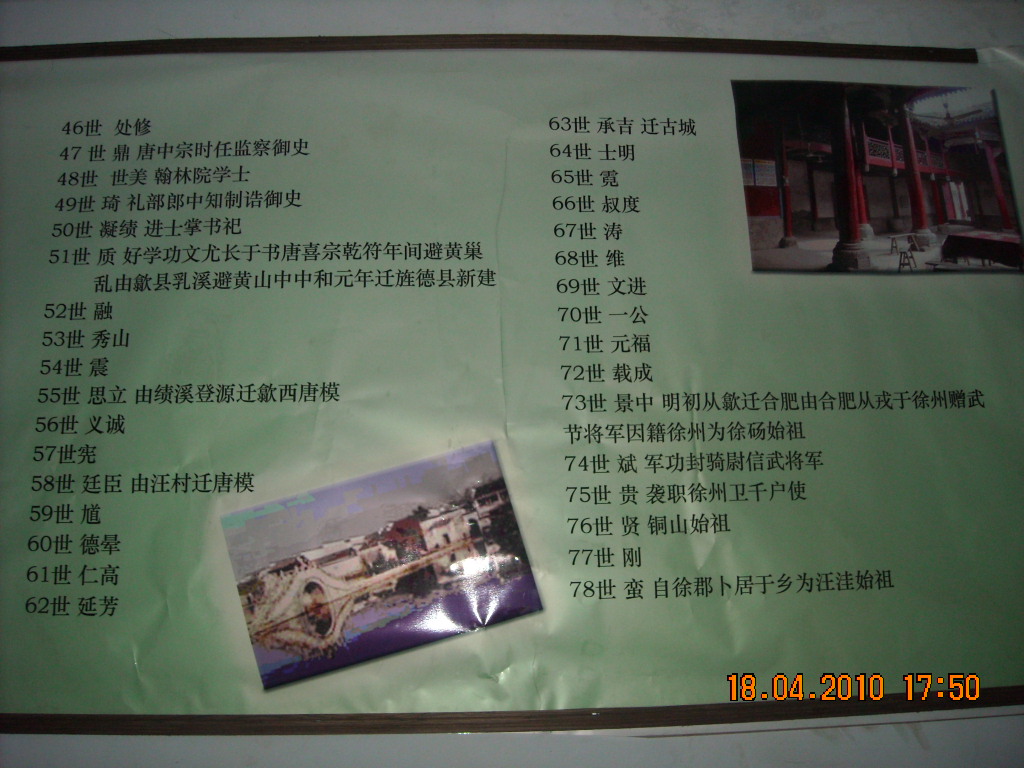 46世 处修
47 世 鼎 唐中宗时任监察御史
48世 世美 翰林院学士
49世 琦 礼部郎中知制诰御史
50世 凝绩 进士掌书祀
51世 质 好学功文尤长于书唐喜宗乾符年间避黄巢
乱由歙县乳溪避黄山中中和元年迁旌德县新建
52世 融
53世 秀山
54世 震
55世 思立 由绩溪登源迁歙西唐模
56世 义诚
57世宪
58世 廷臣 由汪村迁唐模
59世 馗
60世 德晕
61世 仁高
62世 延芳
63世 承吉 迁古城
64世 士明
65世 霓
66世 叔度
67世 涛
68世 维
69世 文进
70世 一公
71世 元福
72世 载成
73世 景中 明初从歙迁合肥由合肥从戎于徐州赠武
节将军因籍徐州为徐砀始祖
74世 斌 军功封骑尉信武将军
75世 贵 袭职徐州卫千户使
76世 贤 铜山始祖
77世 刚
78世 蛮 自徐郡卜居于乡为汪洼始祖
18.04.2010 17:50